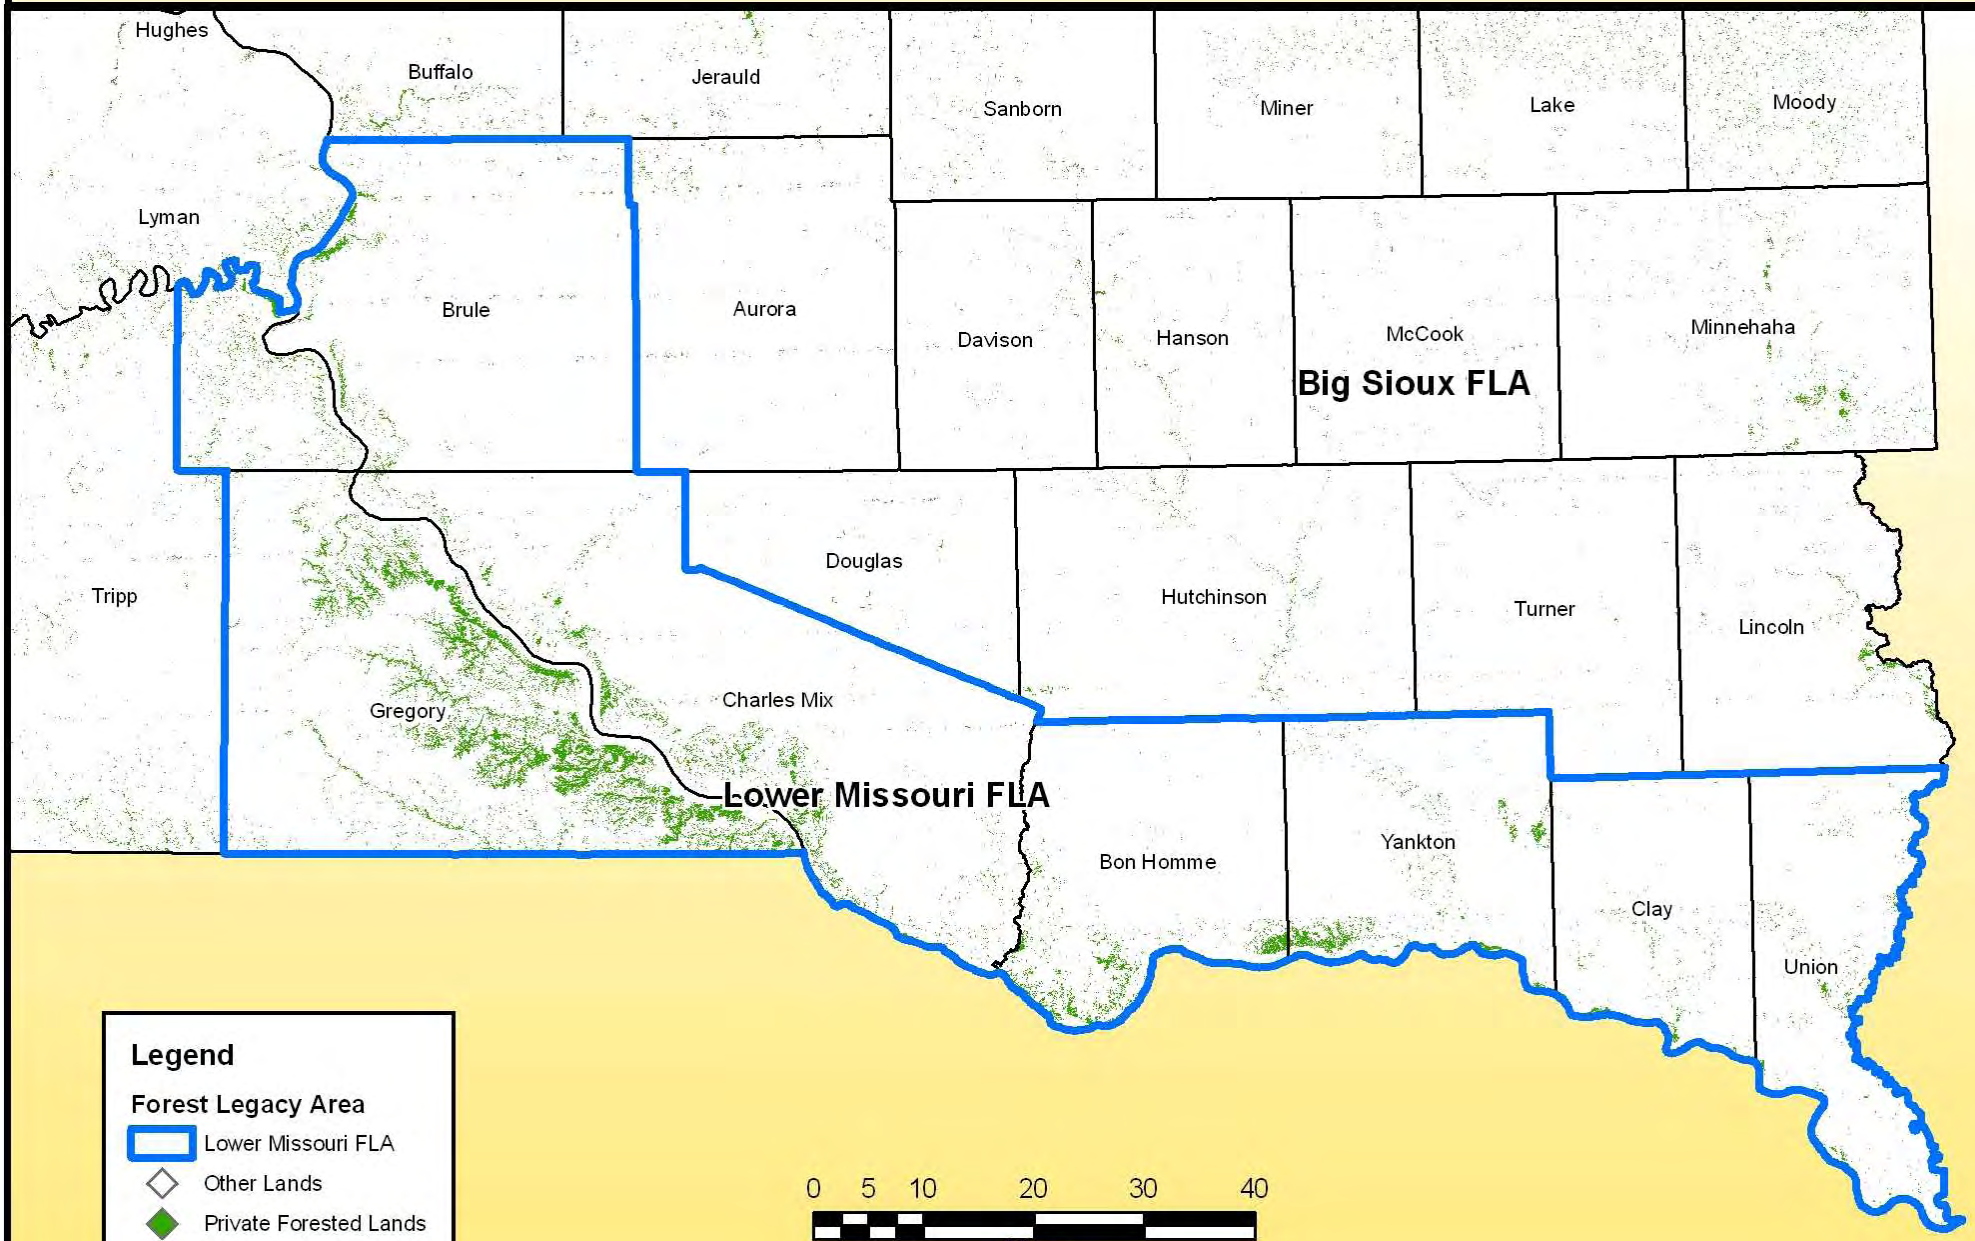 Hughes
Buffalo
Jerauld
Sanborn
Miner
Lake
Moody
Lyman
Brule
Aurora
Davison
Hanson
McCook
Minnehaha
Big Sioux FLA
Tripp
Douglas
Hutchinson
Turner
Lincoln
Gregory
Charles Mix
Lower Missouri FLA
Bon Homme
Yankton
Clay
Union
Legend
Forest Legacy Area
Lower Missouri FLA
Other Lands
Private Forested Lands
0 5 10 20 30 40